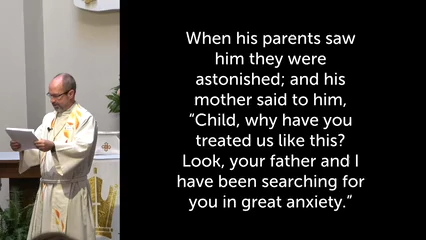 When his parents saw
him they were
astonished; and his
mother said to him,
“Child, why have you
treated us like this?
Look, your father and I
have been searching for
you in great anxiety.”